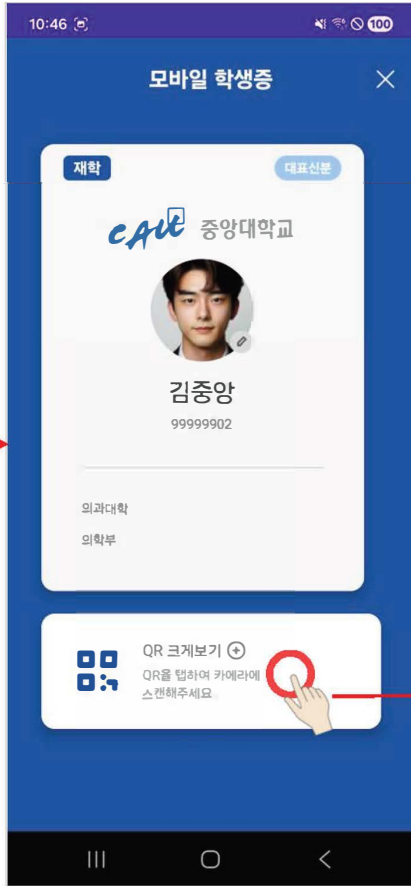 10:46
100
모바일 학생증
재학
대표신분
CAU 중앙대학교
김중앙
99999902
의과대학
의학부
QR 크게보기
QR을 탭하여 카메라에
스캔해주세요